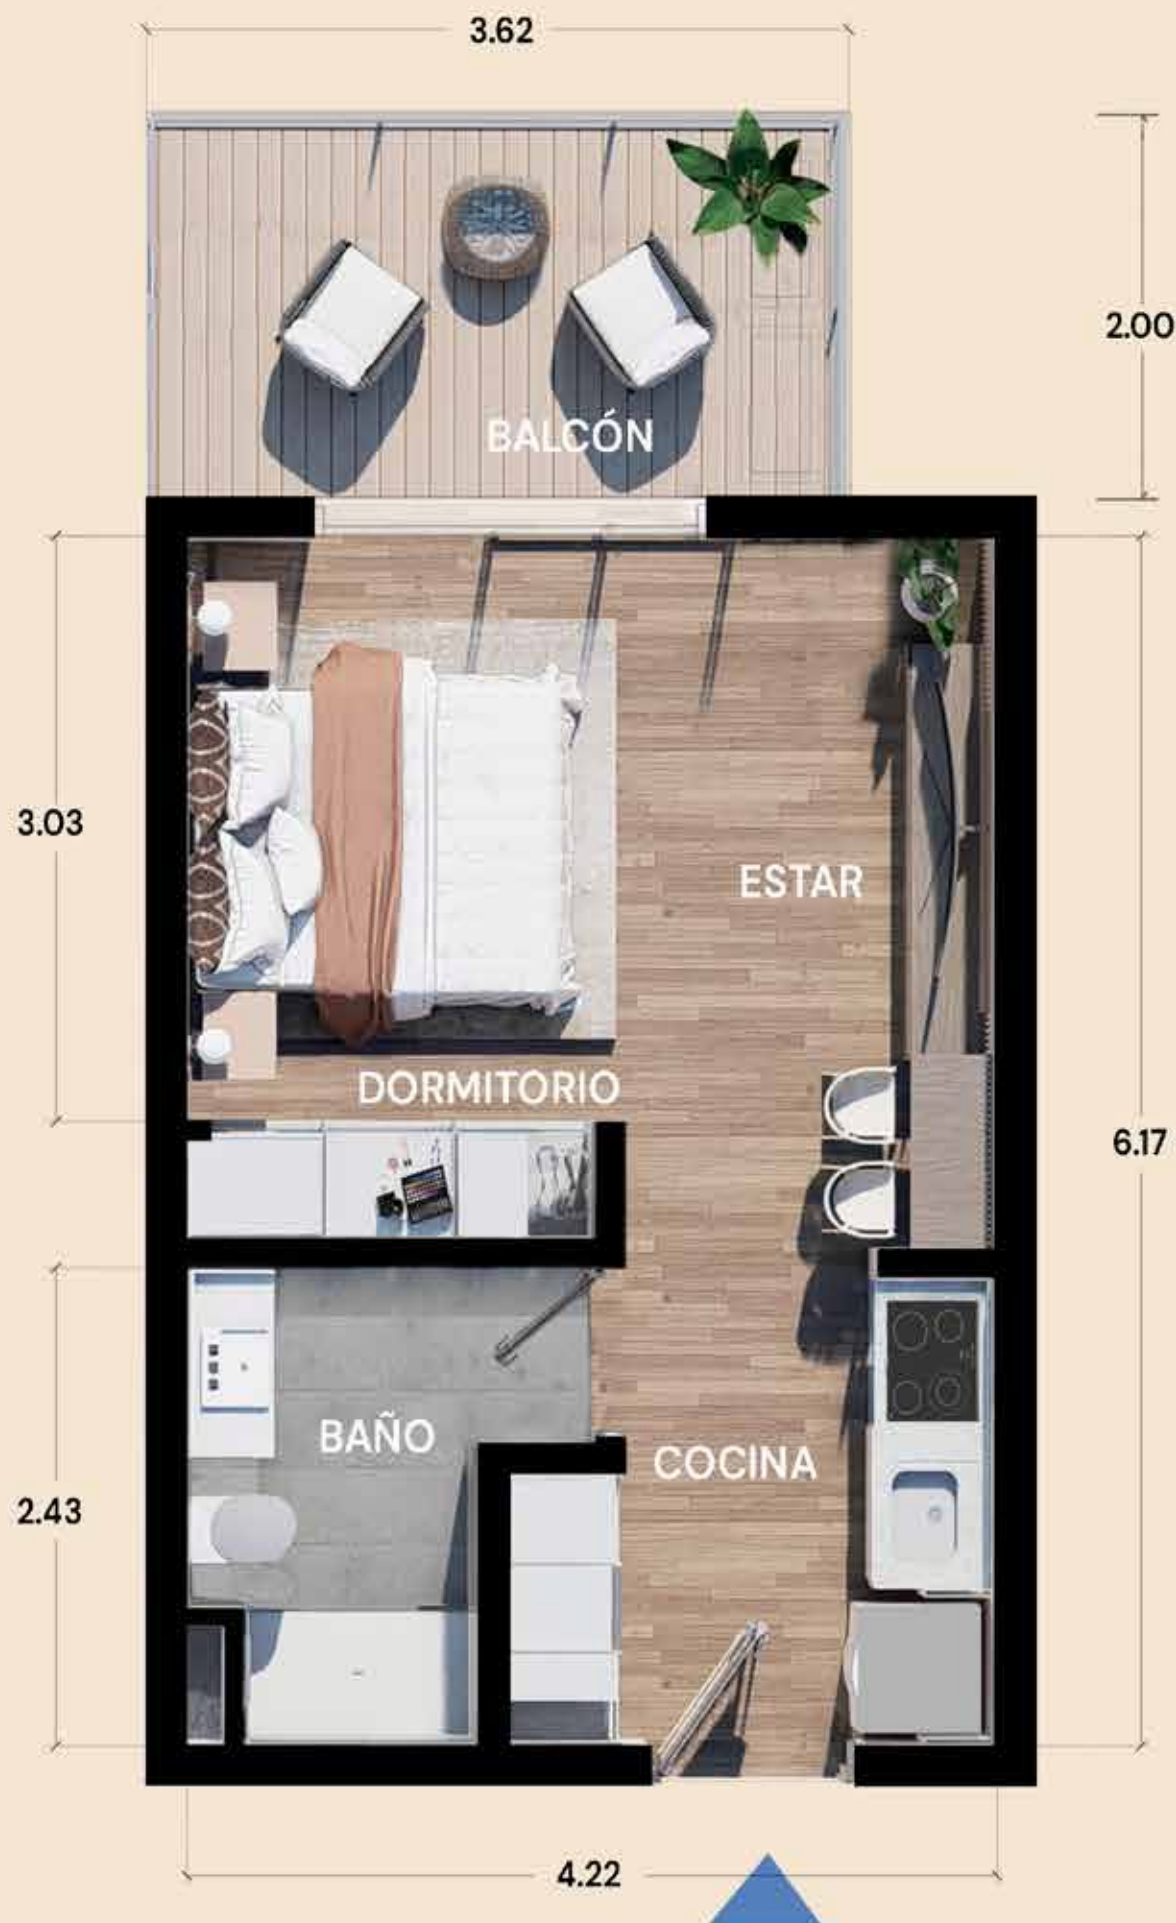 3.62
2.00
BALCÓN
3.03
ESTAR
DORMITORIO
6.17
BAÑO
COCINA
2.43
4.22